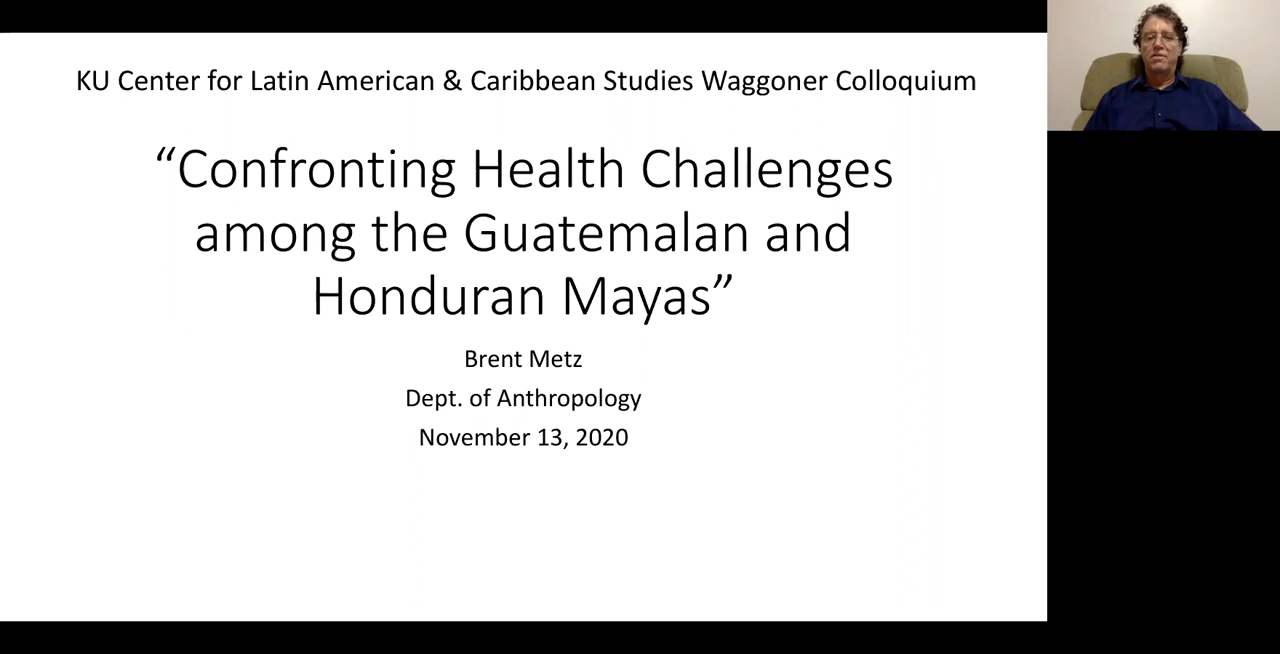 KU Center for Latin American & Caribbean Studies Waggoner Colloquium
“Confronting Health Challenges
among the Guatemalan and
Honduran Mayas”
Brent Metz
Dept. of Anthropology
November 13, 2020